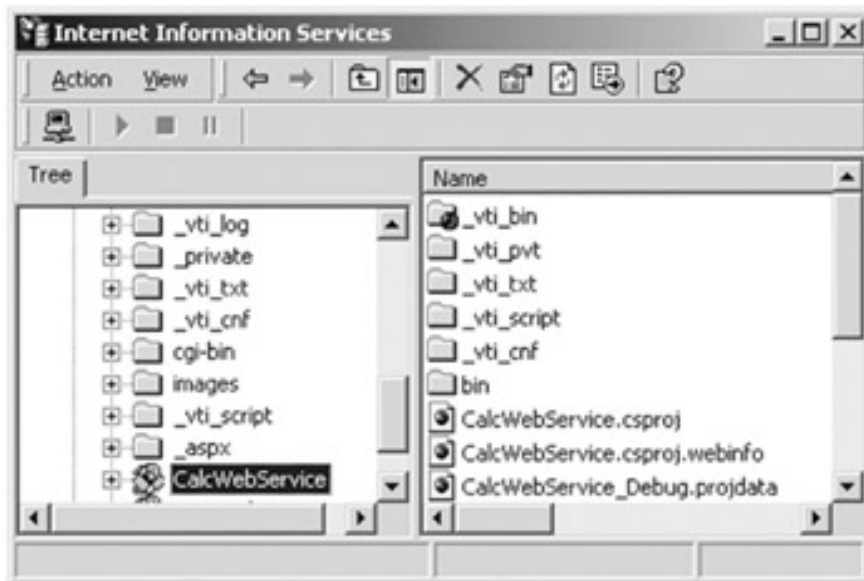 Internet Information Services
Action View
Tree
_vti_log
_private
_vti_txt
_vti_cnf
cgi-bin
images
_vti_script
_aspx
CalcWebService
Name
_vti_bin
_vti_pvt
_vti_txt
_vti_script
_vti_cnf
bin
CalcWebService.csproj
CalcWebService.csproj.webinfo
CalcWebService_Debug.projdata